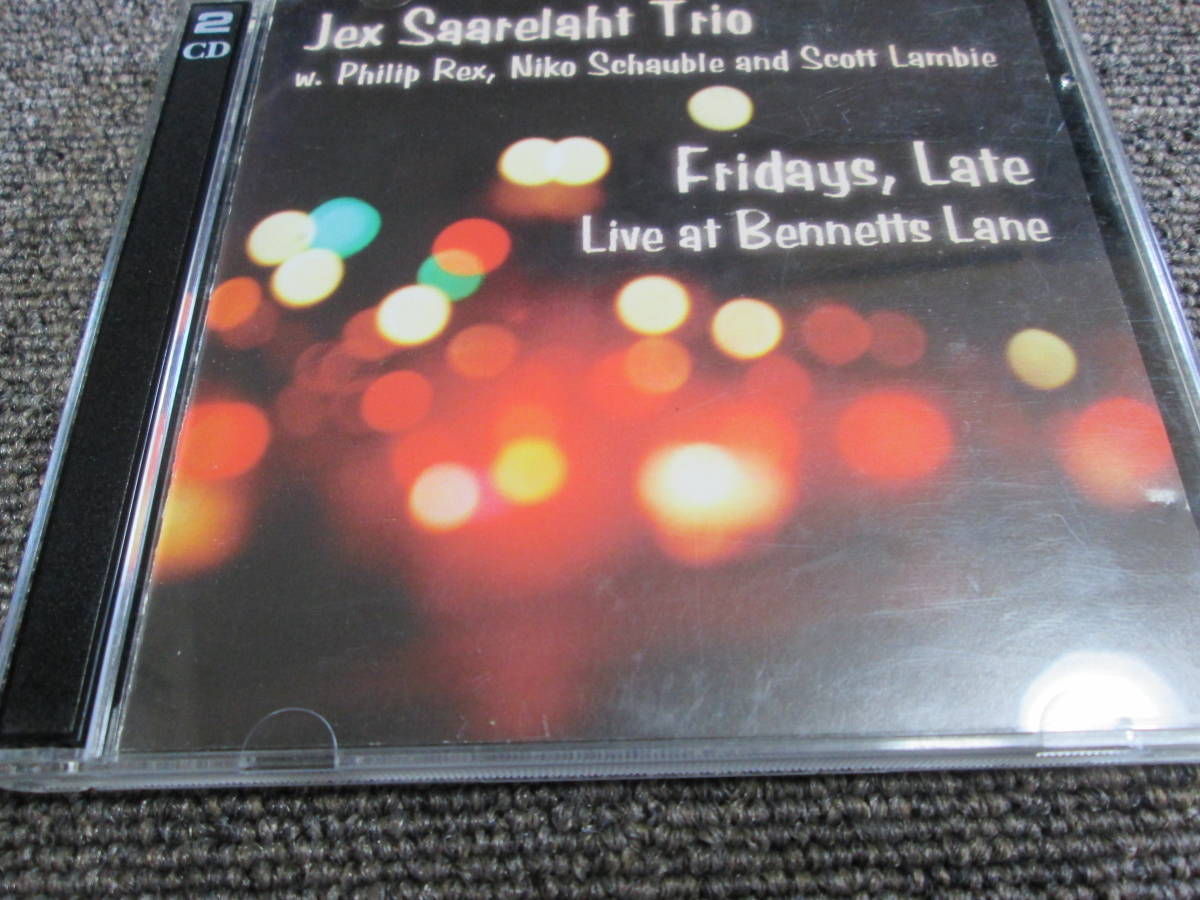 2
CD
Jex Saarelaht Trio
w. Philip Rex, Niko Schauble and Scott Lambie
Fridays, Late
Live at Bennetts Lane